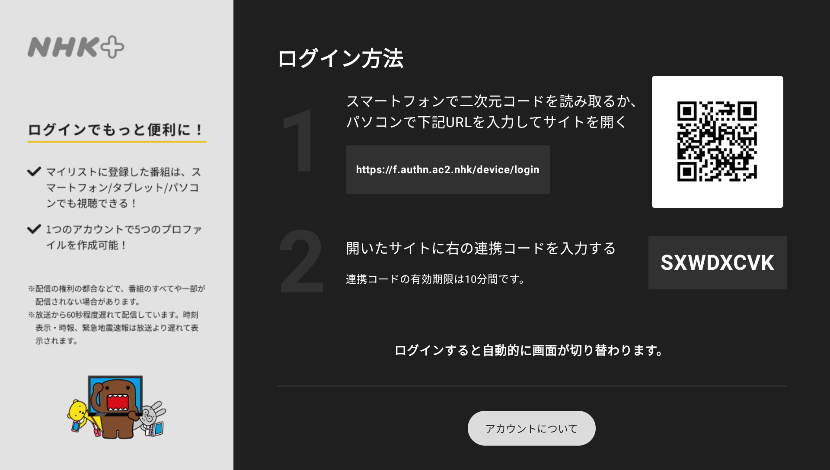 NHK+
ログインでもっと便利に！
マイリストに登録した番組は、ス
マートフォン/タブレット/パソコ
ンでも視聴できる！
1つのアカウントで5つのプロファ
イルを作成可能！
※配信の権利の都合などで、番組のすべてや一部が
配信されない場合があります。
※放送から60秒程度遅れて配信しています。時刻
表示・時報、緊急地震速報は放送より遅れて表
示されます。
ログイン方法
1
スマートフォンで二次元コードを読み取るか、
パソコンで下記URLを入力してサイトを開く
https://f.authn.ac2.nhk/device/login
2
開いたサイトに右の連携コードを入力する
連携コードの有効期限は10分間です。
SXWDXCVK
ログインすると自動的に画面が切り替わります。
アカウントについて